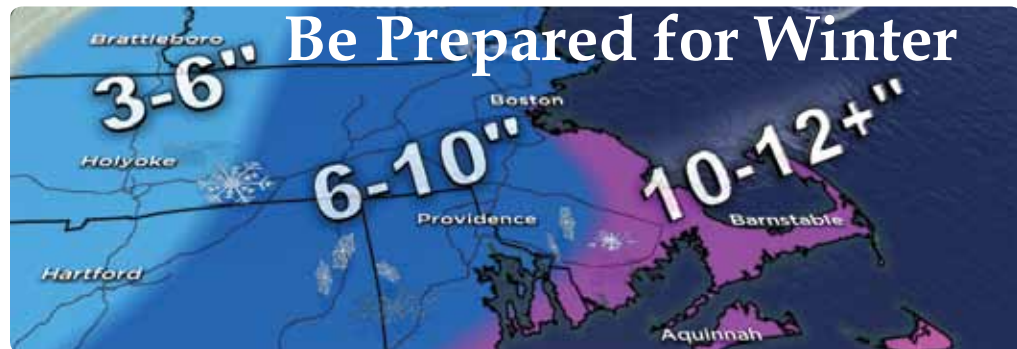 Be Prepared for Winter
Brattleboro
3-6"
Boston
6-10"
10-12+"
Holyoke
Providence
Barnstable
Hartford
Aquinnah